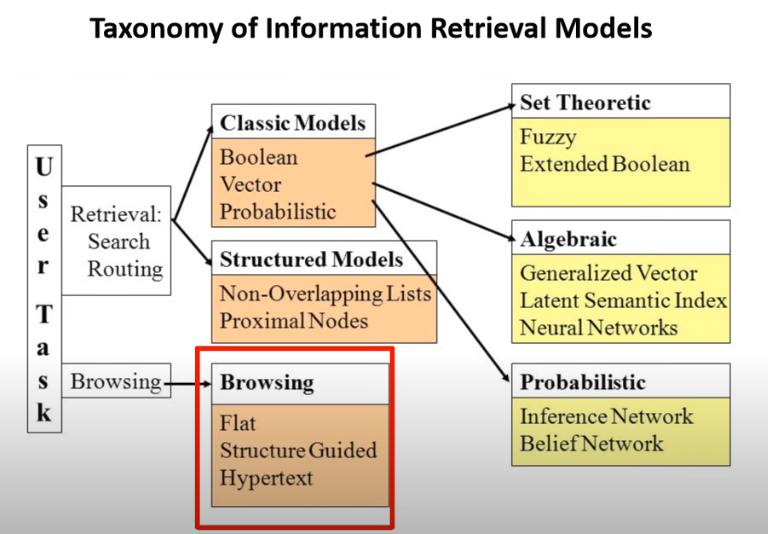 Taxonomy of Information Retrieval Models
User Task
Retrieval:
Search
Routing
Browsing
Classic Models
Boolean
Vector
Probabilistic
Structured Models
Non-Overlapping Lists
Proximal Nodes
Browsing
Flat
Structure Guided
Hypertext
Set Theoretic
Fuzzy
Extended Boolean
Algebraic
Generalized Vector
Latent Semantic Index
Neural Networks
Probabilistic
Inference Network
Belief Network